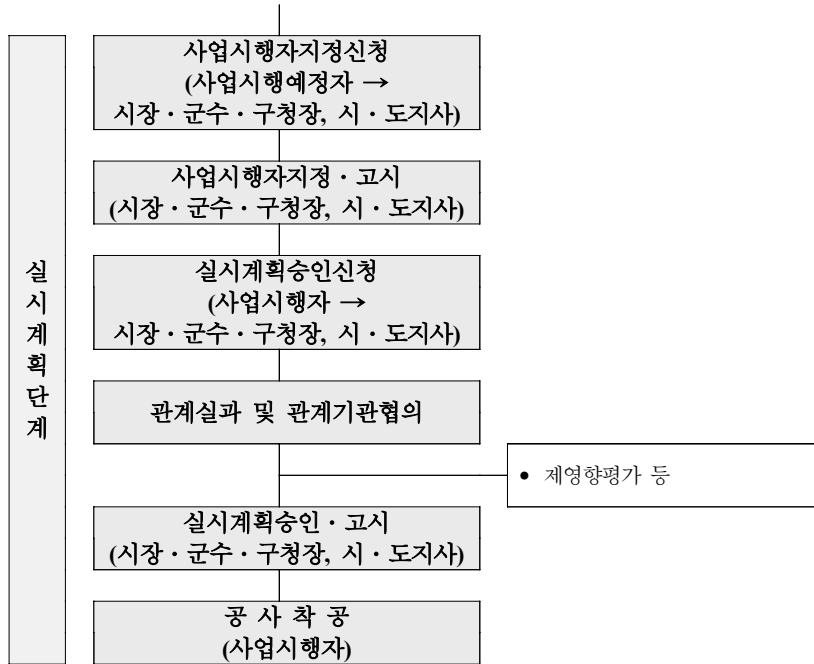 실
시
계
획
단
계
사업시행자지정신청
(사업시행예정자 →
시장 · 군수 · 구청장, 시 · 도지사)
사업시행자지정 · 고시
(시장 · 군수 · 구청장, 시 · 도지사)
실시계획승인신청
(사업시행자 →
시장 · 군수 · 구청장, 시 · 도지사)
관계실과 및 관계기관협의
• 제영향평가 등
실시계획승인 · 고시
(시장 · 군수 · 구청장, 시 · 도지사)
공 사 착 공
(사업시행자)